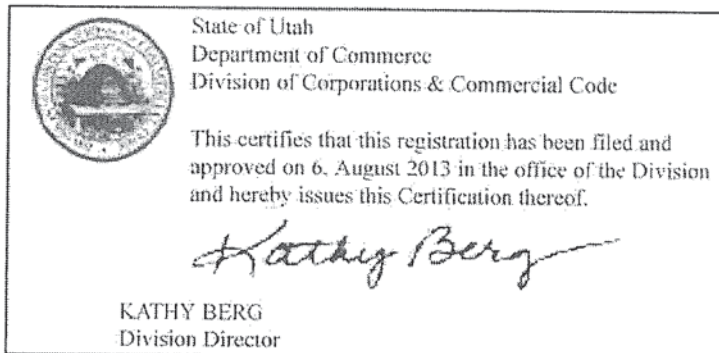 State of Utah
Department of Commerce
Division of Corporations & Commercial Code
This certifies that this registration has been filed and
approved on 6, August 2013 in the office of the Division
and hereby issues this Certification thereof.
Kathy Berg
KATHY BERG
Division Director